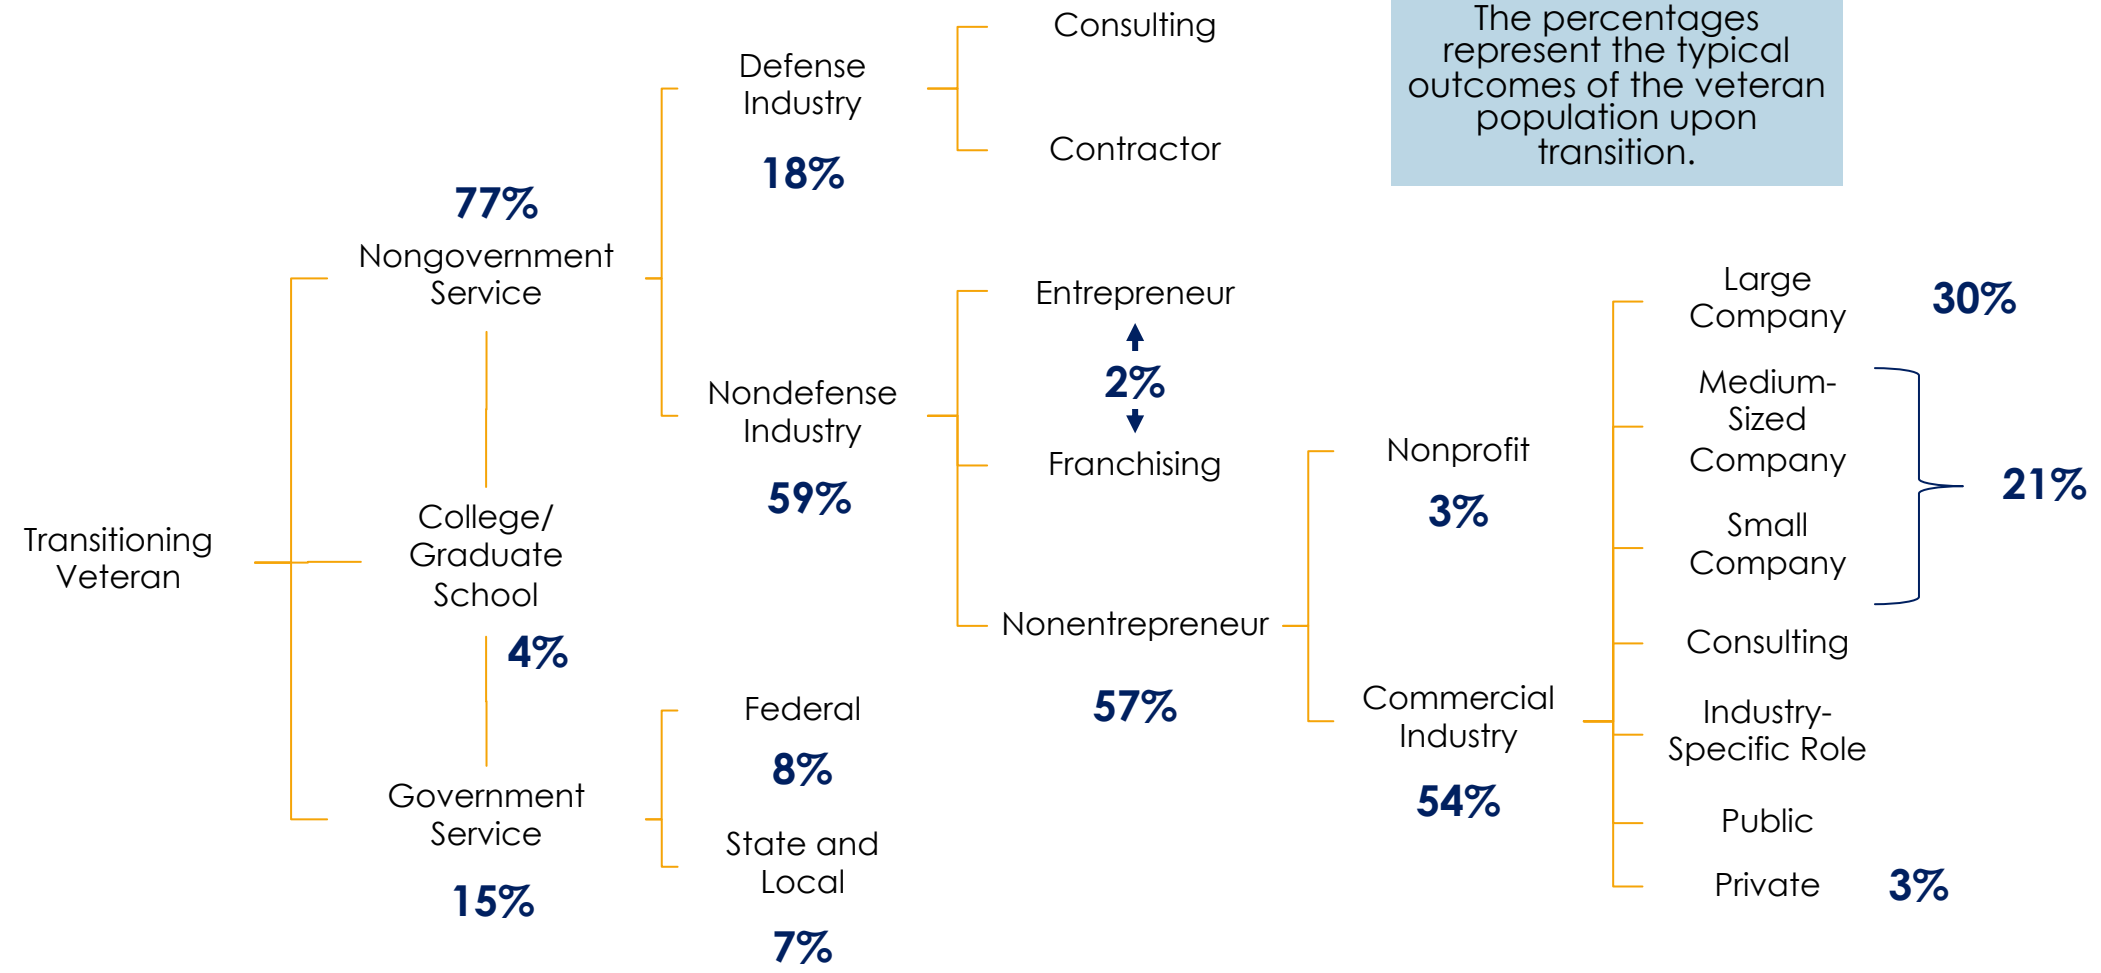 The percentages
represent the typical
outcomes of the veteran
population upon
transition.
Transitioning
Veteran
77%
Nongovernment
Service
College/
Graduate
School
4%
Government
Service
15%
Defense
Industry
18%
Nondefense
Industry
59%
Federal
8%
State and
Local
7%
Consulting
Contractor
Entrepreneur
2%
Franchising
Nonentrepreneur
57%
Nonprofit
3%
Commercial
Industry
54%
Large
Company
30%
Medium-
Sized
Company
Small
Company
21%
Consulting
Industry-
Specific Role
Public
Private
3%